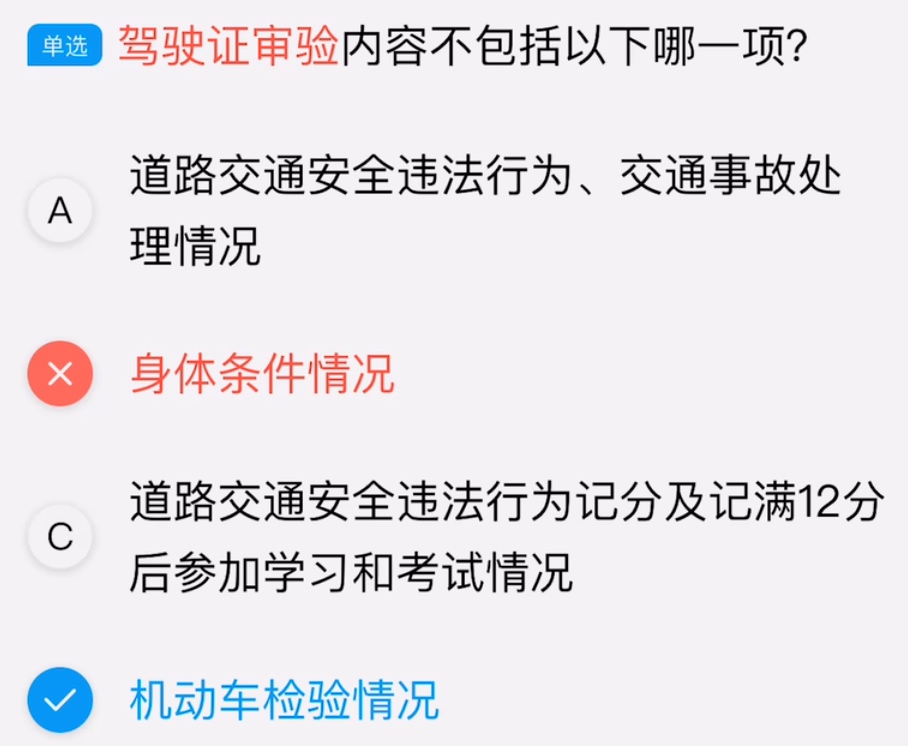 单选 驾驶证审验内容不包括以下哪一项？
A 道路交通安全违法行为、交通事故处
理情况
身体条件情况
C 道路交通安全违法行为记分及记满12分
后参加学习和考试情况
机动车检验情况